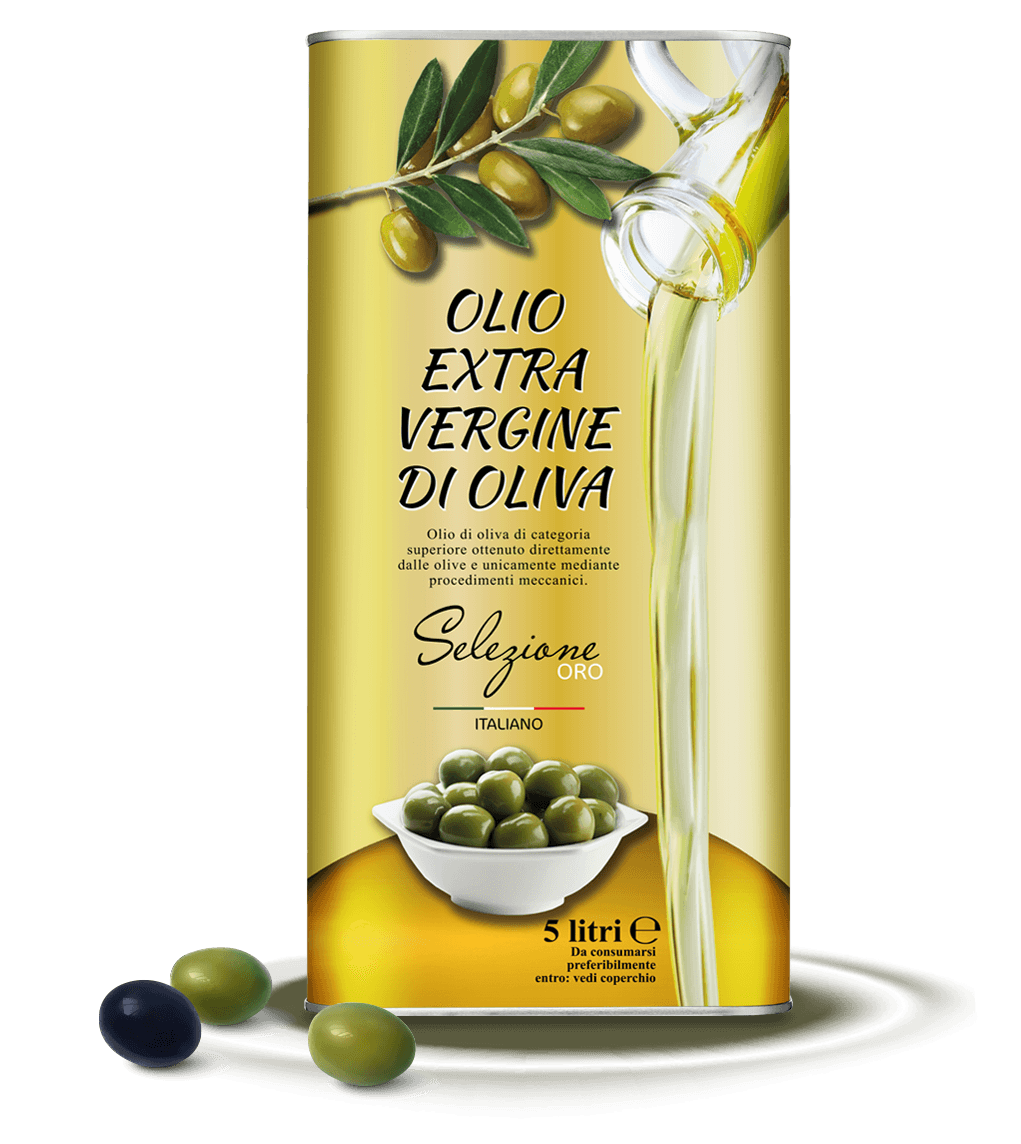 OLIO
EXTRA
VERGINE
DI OLIVA
Olio di oliva di categoria
superiore ottenuto direttamente
dalle olive e unicamente mediante
procedimenti meccanici.
Selezione
ORO
ITALIANO
5 litri ℮
Da consumarsi
preferibilmente
entro: vedi coperchio